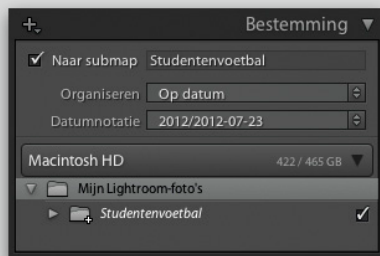 Bestemming
Naar submap Studentenvoetbal
Organiseren Op datum
Datumnotatie 2012/2012-07-23
Macintosh HD 422 / 465 GB
Mijn Lightroom-foto's
Studentenvoetbal